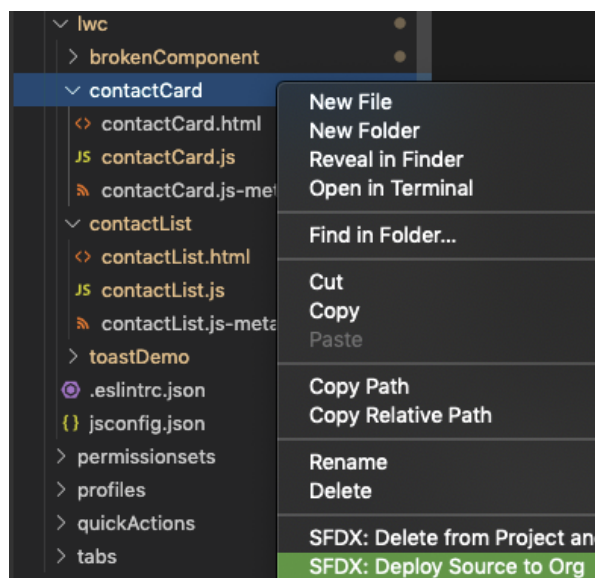 lwc
brokenComponent
contactCard
contactCard.html
JS contactCard.js
contactCard.js-met
contactList
contactList.html
JS contactList.js
contactList.js-meta
toastDemo
.eslintrc.json
{} jsconfig.json
permissionsets
profiles
quickActions
tabs
New File
New Folder
Reveal in Finder
Open in Terminal
Find in Folder...
Cut
Copy
Paste
Copy Path
Copy Relative Path
Rename
Delete
SFDX: Delete from Project an
SFDX: Deploy Source to Org